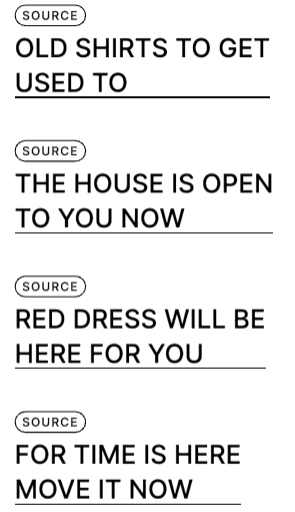 SOURCE
OLD SHIRTS TO GET
USED TO
SOURCE
THE HOUSE IS OPEN
TO YOU NOW
SOURCE
RED DRESS WILL BE
HERE FOR YOU
SOURCE
FOR TIME IS HERE
MOVE IT NOW